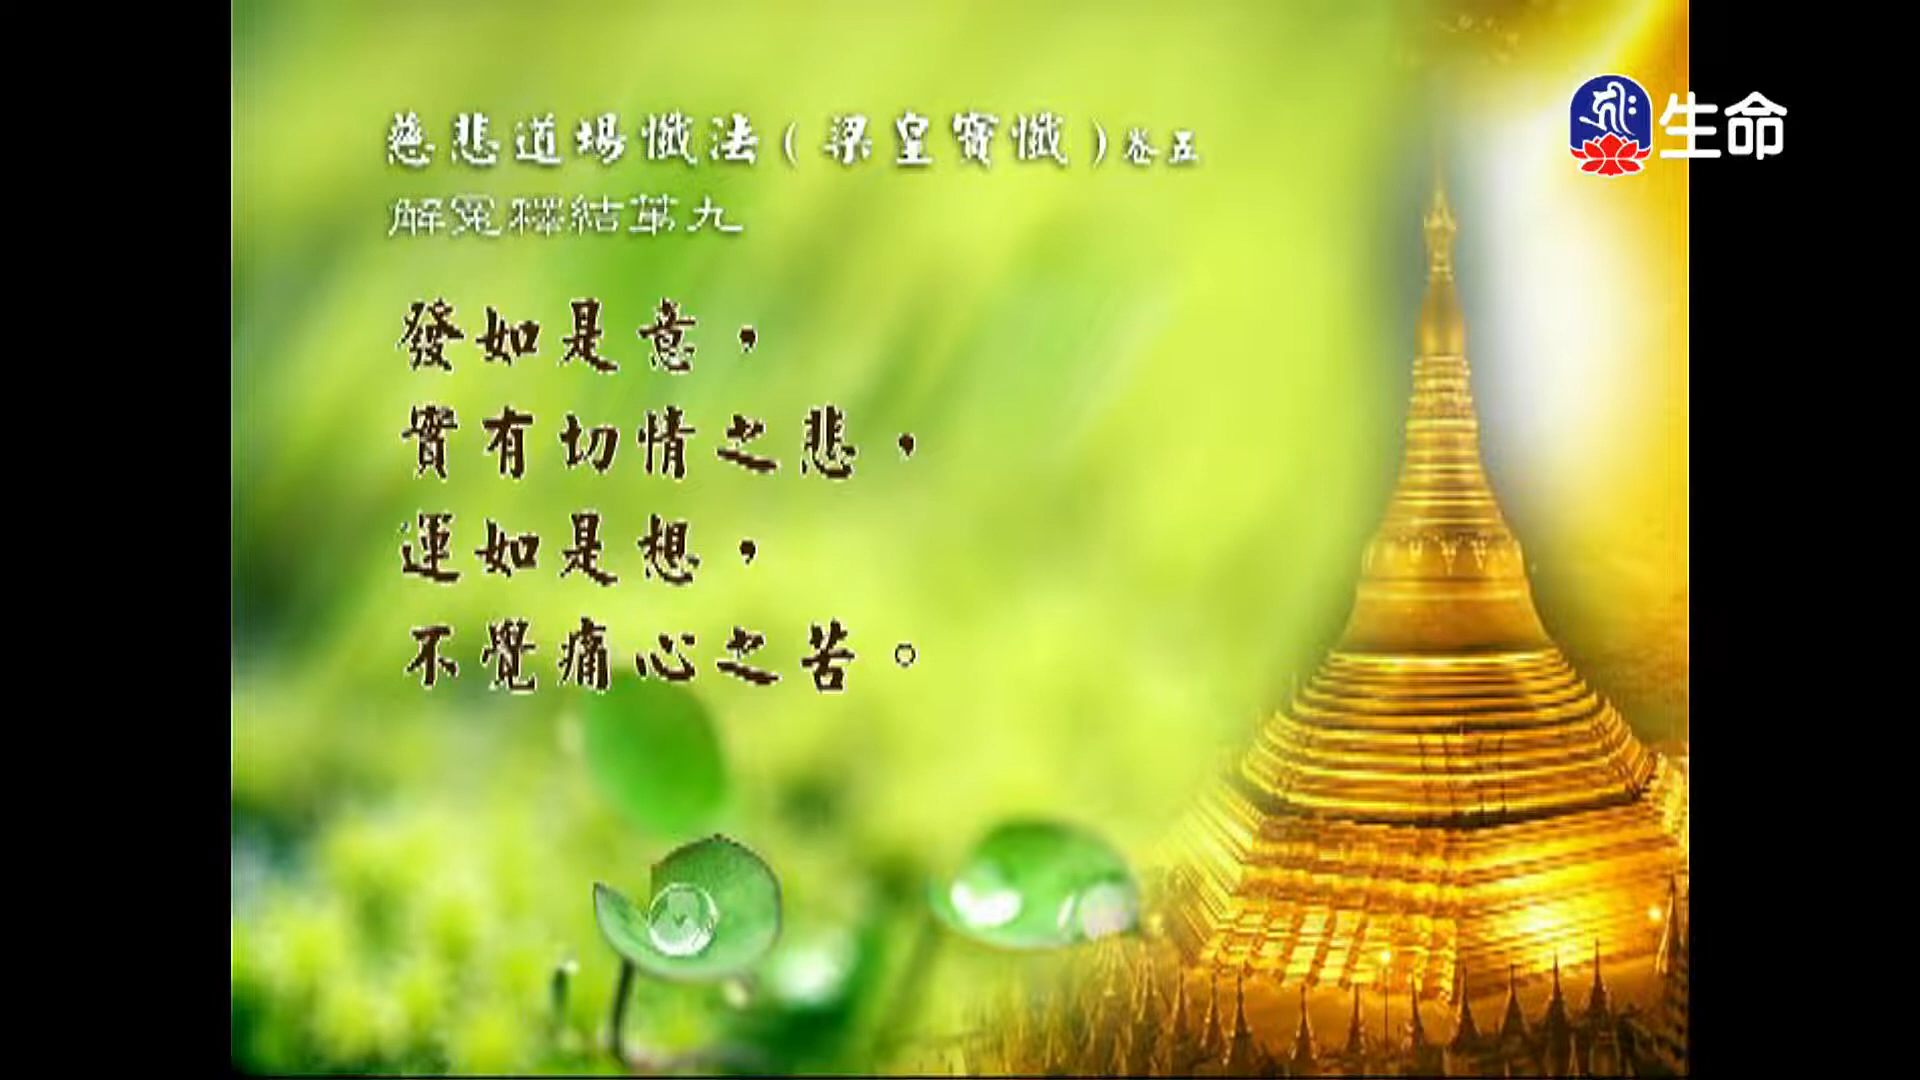 慈悲道場懺法(梁皇寶懺)卷五
生命
解冤釋結第九
發如是意，
實有切情之悲，
運如是想，
不覺痛心之苦。